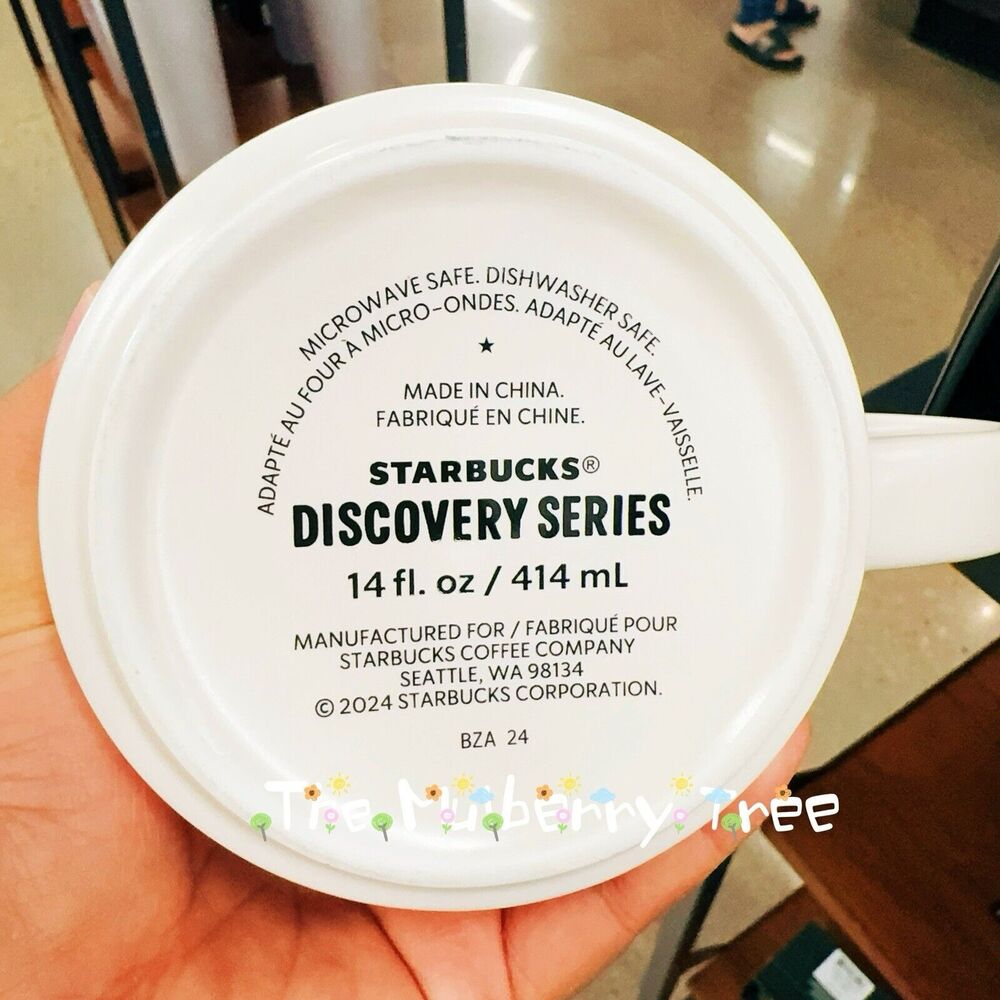 MICROWAVE SAFE. DISHWASHER SAFE.
ADAPTÉ AU FOUR À MICRO-ONDES. ADAPTÉ AU LAVE-VAISSELLE.
★
MADE IN CHINA.
FABRIQUÉ EN CHINE.
STARBUCKS®
DISCOVERY SERIES
14 fl. oz / 414 mL
MANUFACTURED FOR / FABRIQUÉ POUR
STARBUCKS COFFEE COMPANY
SEATTLE, WA 98134
© 2024 STARBUCKS CORPORATION.
BZA 24
The Mulberry Tree